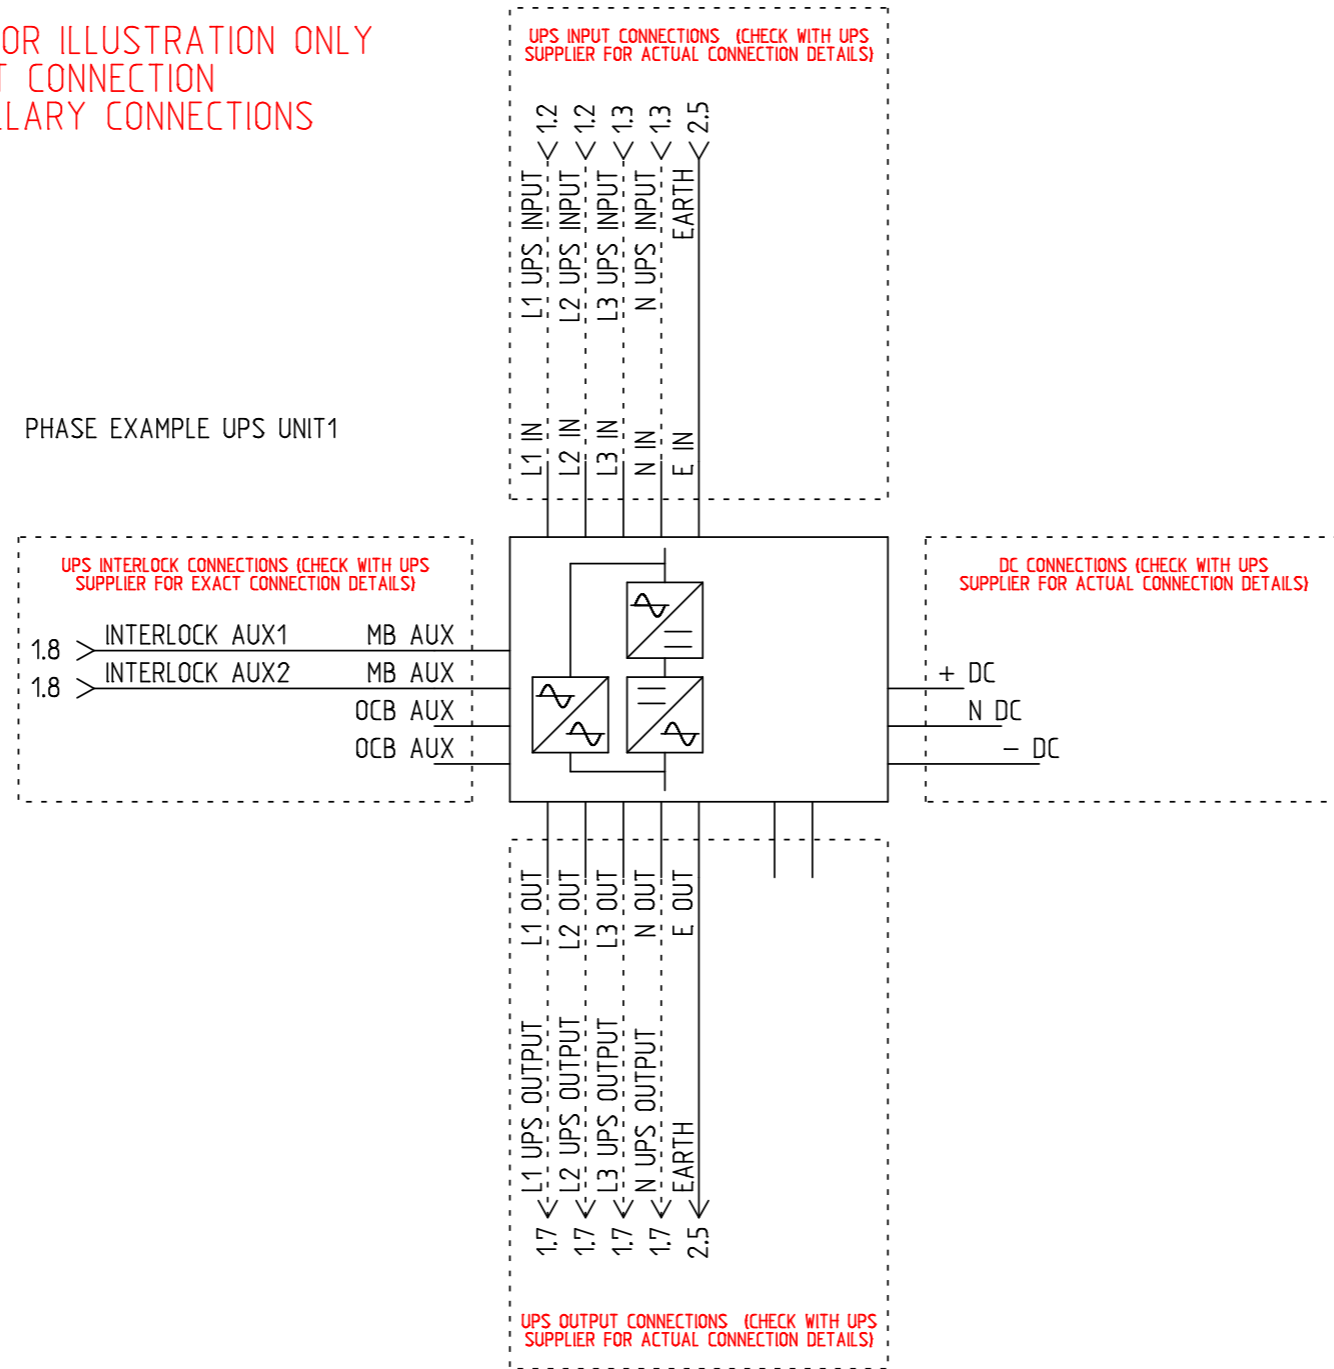 OR ILLUSTRATION ONLY
T CONNECTION
LLARY CONNECTIONS
UPS INPUT CONNECTIONS (CHECK WITH UPS
SUPPLIER FOR ACTUAL CONNECTION DETAILS)
1.2
1.2
1.3
1.3
2.5
L1 UPS INPUT
L2 UPS INPUT
L3 UPS INPUT
N UPS INPUT
EARTH
L1 IN
L2 IN
L3 IN
N IN
E IN
PHASE EXAMPLE UPS UNIT1
UPS INTERLOCK CONNECTIONS (CHECK WITH UPS
SUPPLIER FOR EXACT CONNECTION DETAILS)
1.8 INTERLOCK AUX1 MB AUX
1.8 INTERLOCK AUX2 MB AUX
OCB AUX
OCB AUX
DC CONNECTIONS (CHECK WITH UPS
SUPPLIER FOR ACTUAL CONNECTION DETAILS)
+ DC
N DC
- DC
L1 OUT
L2 OUT
L3 OUT
N OUT
E OUT
L1 UPS OUTPUT
L2 UPS OUTPUT
L3 UPS OUTPUT
N UPS OUTPUT
EARTH
1.7
1.7
1.7
1.7
2.5
UPS OUTPUT CONNECTIONS (CHECK WITH UPS
SUPPLIER FOR ACTUAL CONNECTION DETAILS)